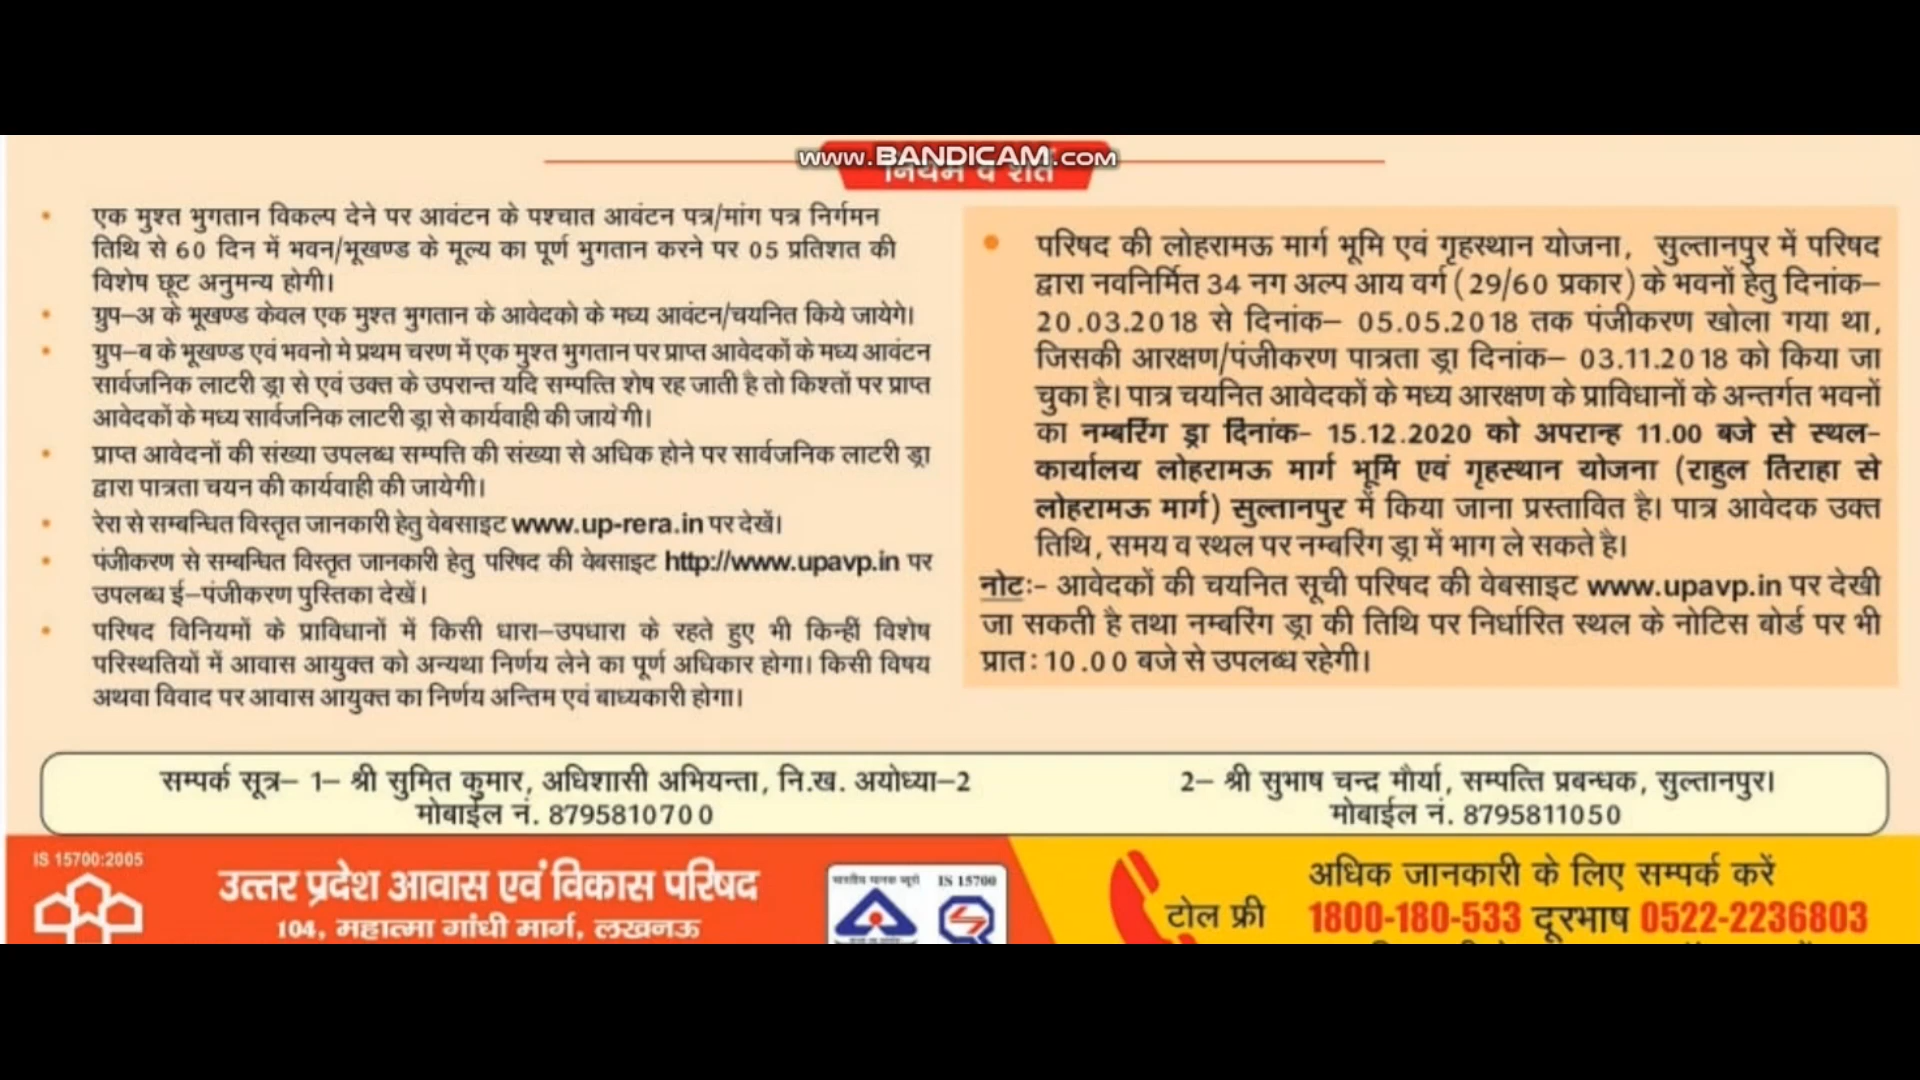 www.BANDICAM.com
नियम व शर्ते
• एक मुश्त भुगतान विकल्प देने पर आवंटन के पश्चात आवंटन पत्र/मांग पत्र निर्गमन
तिथि से 60 दिन में भवन/भूखण्ड के मूल्य का पूर्ण भुगतान करने पर 05 प्रतिशत की
विशेष छूट अनुमन्य होगी।
• ग्रुप–अ के भूखण्ड केवल एक मुश्त भुगतान के आवेदको के मध्य आवंटन/चयनित किये जायेगे।
• ग्रुप–ब के भूखण्ड एवं भवनो मे प्रथम चरण में एक मुश्त भुगतान पर प्राप्त आवेदकों के मध्य आवंटन
सार्वजनिक लाटरी ड्रा से एवं उक्त के उपरान्त यदि सम्पत्ति शेष रह जाती है तो किश्तों पर प्राप्त
आवेदकों के मध्य सार्वजनिक लाटरी ड्रा से कार्यवाही की जाये गी।
• प्राप्त आवेदनों की संख्या उपलब्ध सम्पत्ति की संख्या से अधिक होने पर सार्वजनिक लाटरी ड्रा
द्वारा पात्रता चयन की कार्यवाही की जायेगी।
• रेरा से सम्बन्धित विस्तृत जानकारी हेतु वेबसाइट www.up-rera.in पर देखें।
• पंजीकरण से सम्बन्धित विस्तृत जानकारी हेतु परिषद की वेबसाइट http://www.upavp.in पर
उपलब्ध ई–पंजीकरण पुस्तिका देखें।
• परिषद विनियमों के प्राविधानों में किसी धारा–उपधारा के रहते हुए भी किन्हीं विशेष
परिस्थतियों में आवास आयुक्त को अन्यथा निर्णय लेने का पूर्ण अधिकार होगा। किसी विषय
अथवा विवाद पर आवास आयुक्त का निर्णय अन्तिम एवं बाध्यकारी होगा।
• परिषद की लोहरामऊ मार्ग भूमि एवं गृहस्थान योजना, सुल्तानपुर में परिषद
द्वारा नवनिर्मित 34 नग अल्प आय वर्ग (29/60 प्रकार) के भवनों हेतु दिनांक–
20.03.2018 से दिनांक– 05.05.2018 तक पंजीकरण खोला गया था,
जिसकी आरक्षण/पंजीकरण पात्रता ड्रा दिनांक– 03.11.2018 को किया जा
चुका है। पात्र चयनित आवेदकों के मध्य आरक्षण के प्राविधानों के अन्तर्गत भवनों
का नम्बरिंग ड्रा दिनांक- 15.12.2020 को अपरान्ह 11.00 बजे से स्थल-
कार्यालय लोहरामऊ मार्ग भूमि एवं गृहस्थान योजना (राहुल तिराहा से
लोहरामऊ मार्ग) सुल्तानपुर में किया जाना प्रस्तावित है। पात्र आवेदक उक्त
तिथि, समय व स्थल पर नम्बरिंग ड्रा में भाग ले सकते है।
नोटः- आवेदकों की चयनित सूची परिषद की वेबसाइट www.upavp.in पर देखी
जा सकती है तथा नम्बरिंग ड्रा की तिथि पर निर्धारित स्थल के नोटिस बोर्ड पर भी
प्रातः 10.00 बजे से उपलब्ध रहेगी।
सम्पर्क सूत्र– 1– श्री सुमित कुमार, अधिशासी अभियन्ता, नि.ख. अयोध्या–2
मोबाईल नं. 8795810700
2– श्री सुभाष चन्द्र मौर्या, सम्पत्ति प्रबन्धक, सुल्तानपुर।
मोबाईल नं. 8795811050
IS 15700:2005
उत्तर प्रदेश आवास एवं विकास परिषद
104, महात्मा गांधी मार्ग, लखनऊ
भारतीय मानक ब्यूरो IS 15700
अधिक जानकारी के लिए सम्पर्क करें
टोल फ्री 1800-180-533 दूरभाष 0522-2236803